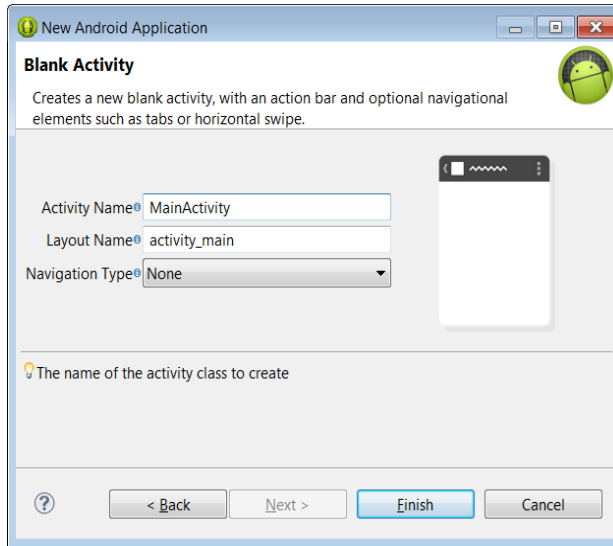 New Android Application
Blank Activity
Creates a new blank activity, with an action bar and optional navigational
elements such as tabs or horizontal swipe.
Activity Name MainActivity
Layout Name activity_main
Navigation Type None
The name of the activity class to create
< Back Next > Finish Cancel